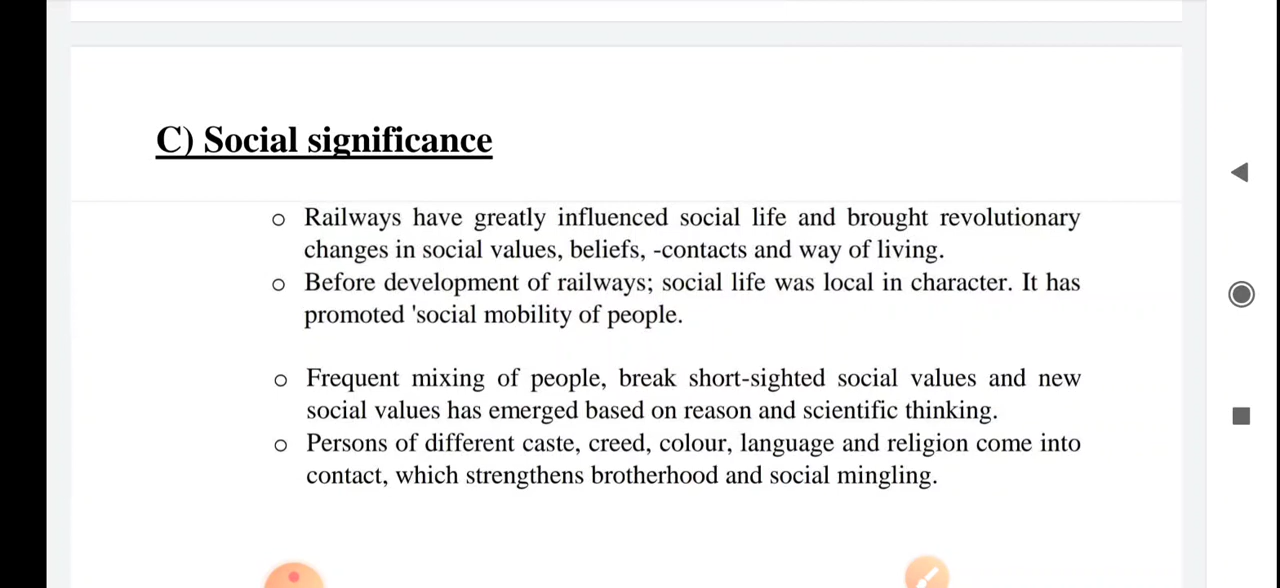 C) Social significance
o Railways have greatly influenced social life and brought revolutionary
changes in social values, beliefs, -contacts and way of living.
o Before development of railways; social life was local in character. It has
promoted 'social mobility of people.
o Frequent mixing of people, break short-sighted social values and new
social values has emerged based on reason and scientific thinking.
o Persons of different caste, creed, colour, language and religion come into
contact, which strengthens brotherhood and social mingling.